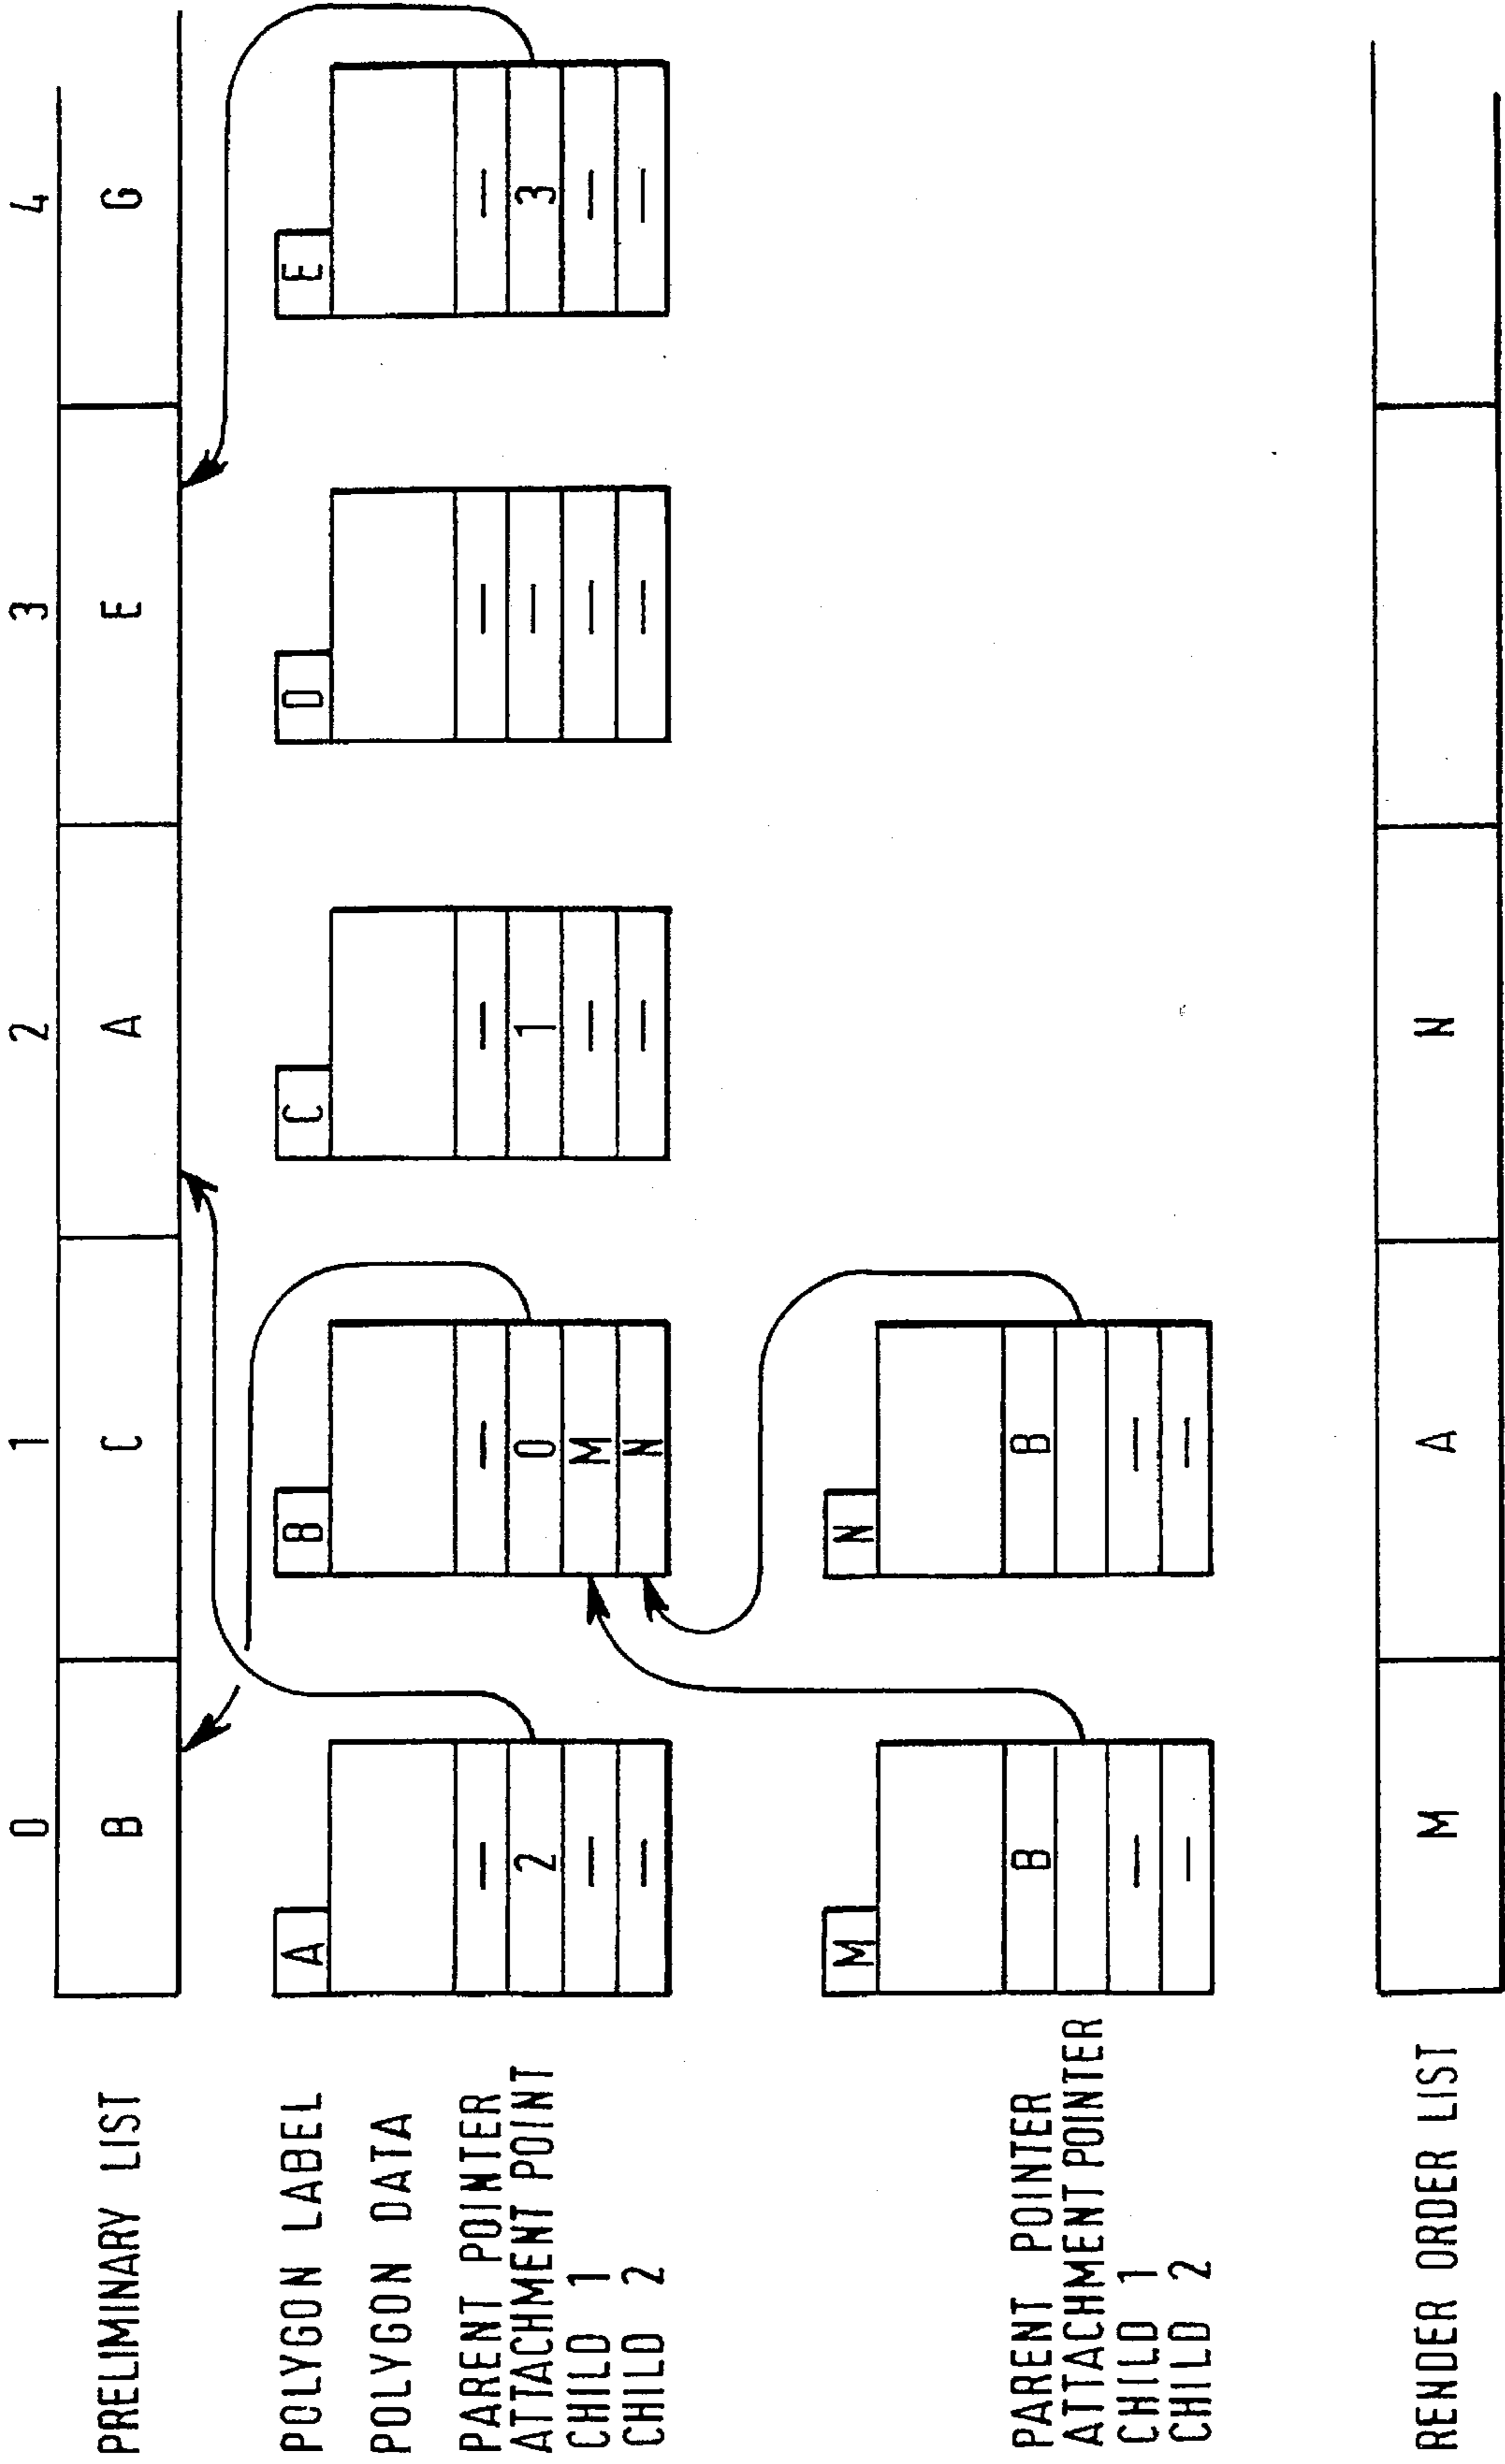 0 1 2 3 4
PRELIMINARY LIST B C A E G
POLYGON LABEL A B C D E
POLYGON DATA
PARENT POINTER — — — — —
ATTACHMENT POINT 2 0 1 — 3
CHILD 1 — M — — —
CHILD 2 — N — — —
M N
PARENT POINTER B B
ATTACHMENT POINTER
CHILD 1 — —
CHILD 2 — —
RENDER ORDER LIST M A N